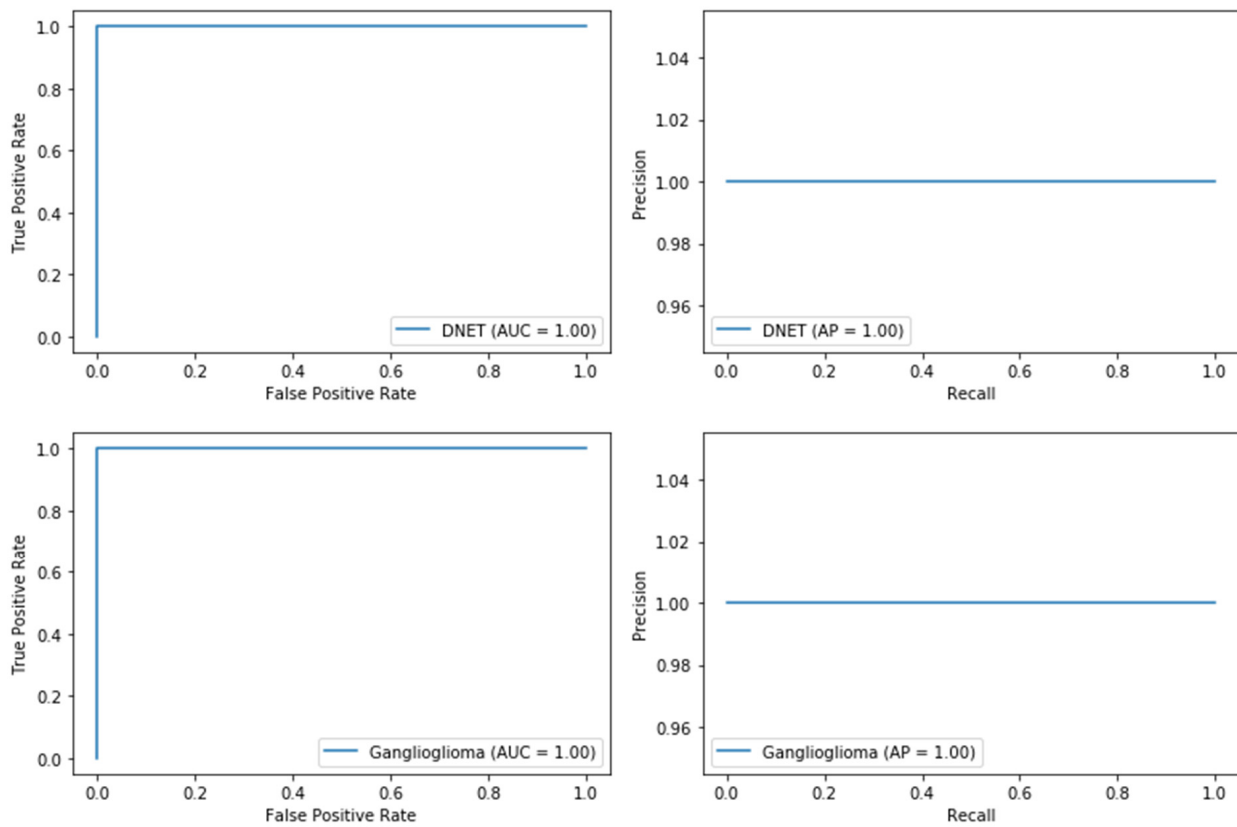 True Positive Rate
1.0
0.8
0.6
0.4
0.2
0.0
DNET (AUC = 1.00)
0.0 0.2 0.4 0.6 0.8 1.0
False Positive Rate
Precision
1.04
1.02
1.00
0.98
0.96
DNET (AP = 1.00)
0.0 0.2 0.4 0.6 0.8 1.0
Recall
True Positive Rate
1.0
0.8
0.6
0.4
0.2
0.0
Ganglioglioma (AUC = 1.00)
0.0 0.2 0.4 0.6 0.8 1.0
False Positive Rate
Precision
1.04
1.02
1.00
0.98
0.96
Ganglioglioma (AP = 1.00)
0.0 0.2 0.4 0.6 0.8 1.0
Recall